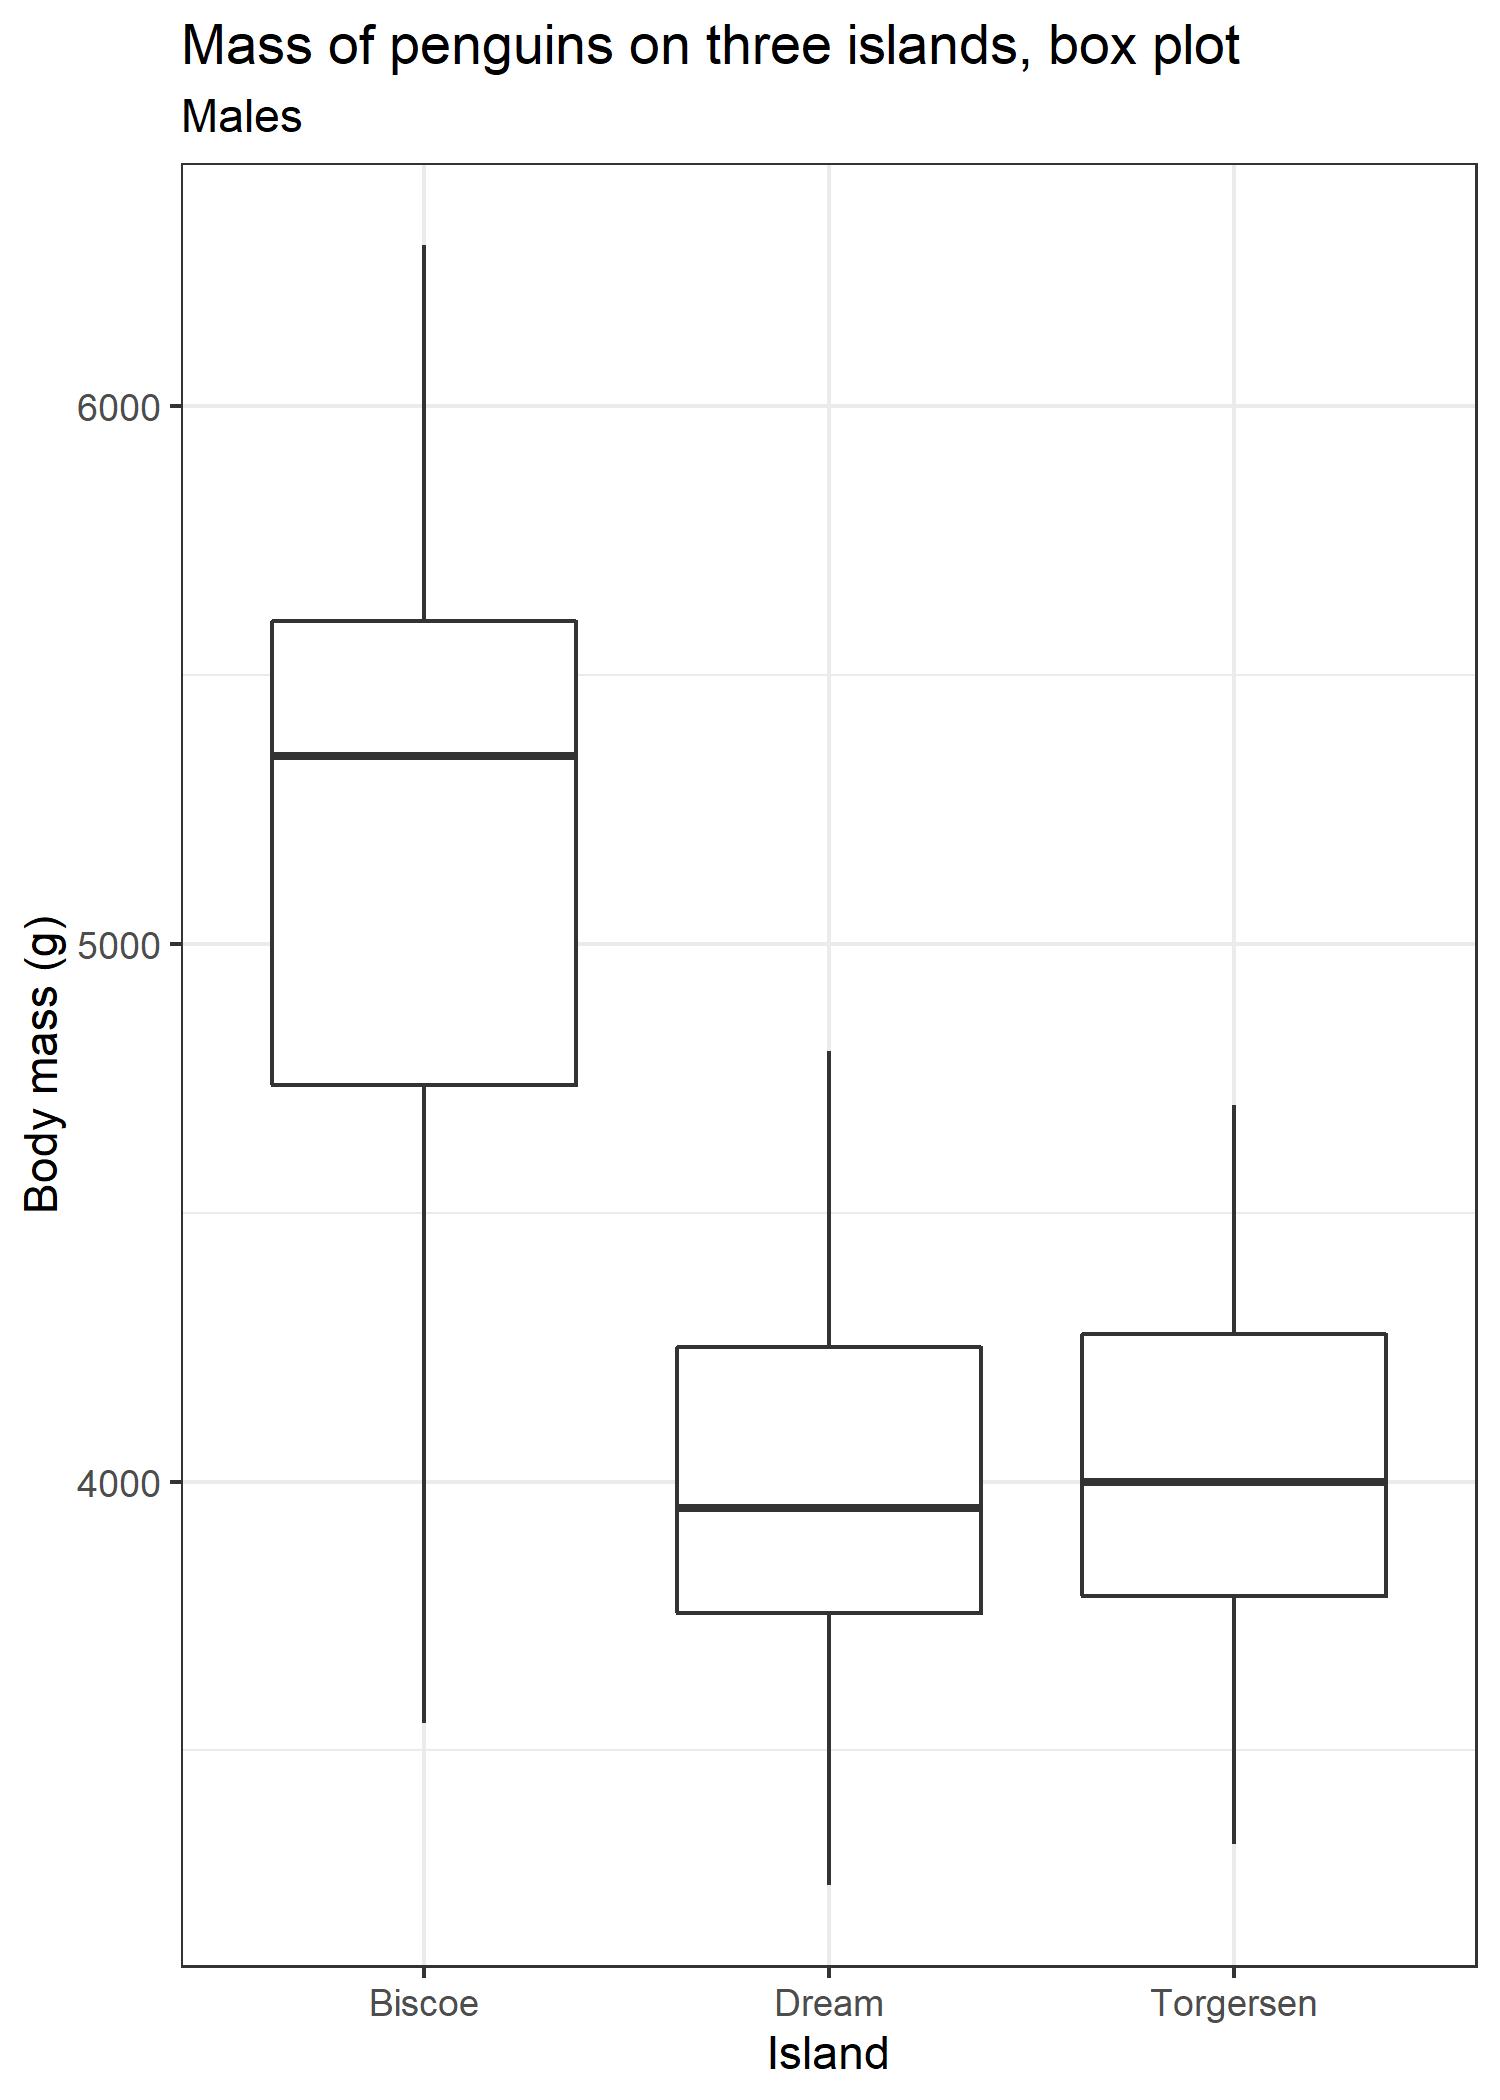 Mass of penguins on three islands, box plot
Males
Body mass (g)
6000
5000
4000
Biscoe
Dream
Torgersen
Island